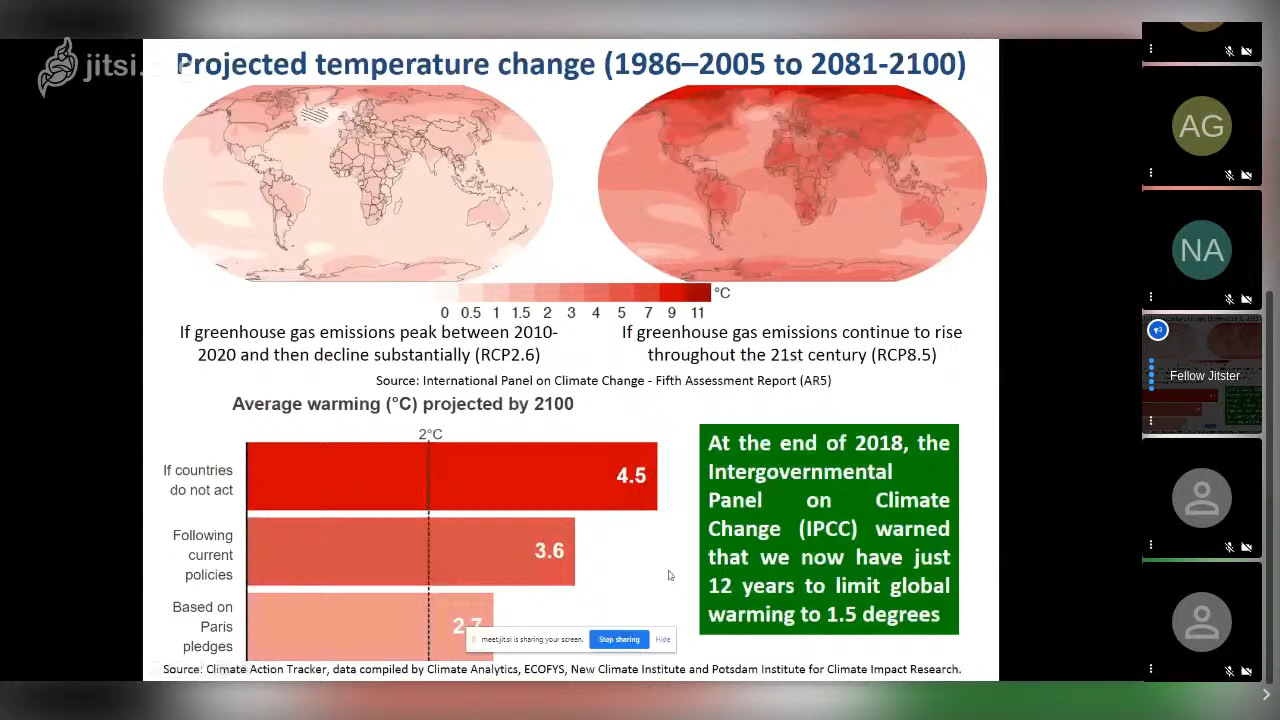 jitsi.
Projected temperature change (1986–2005 to 2081-2100)
0 0.5 1 1.5 2 3 4 5 7 9 11 °C
If greenhouse gas emissions peak between 2010-
2020 and then decline substantially (RCP2.6)
If greenhouse gas emissions continue to rise
throughout the 21st century (RCP8.5)
Source: International Panel on Climate Change - Fifth Assessment Report (AR5)
Average warming (°C) projected by 2100
2°C
If countries
do not act
4.5
Following
current
policies
3.6
Based on
Paris
pledges
2.7
At the end of 2018, the
Intergovernmental
Panel on Climate
Change (IPCC) warned
that we now have just
12 years to limit global
warming to 1.5 degrees
meet.jit.si is sharing your screen.
Stop sharing
Hide
Source: Climate Action Tracker, data compiled by Climate Analytics, ECOFYS, New Climate Institute and Potsdam Institute for Climate Impact Research.
AG
NA
Fellow Jitster